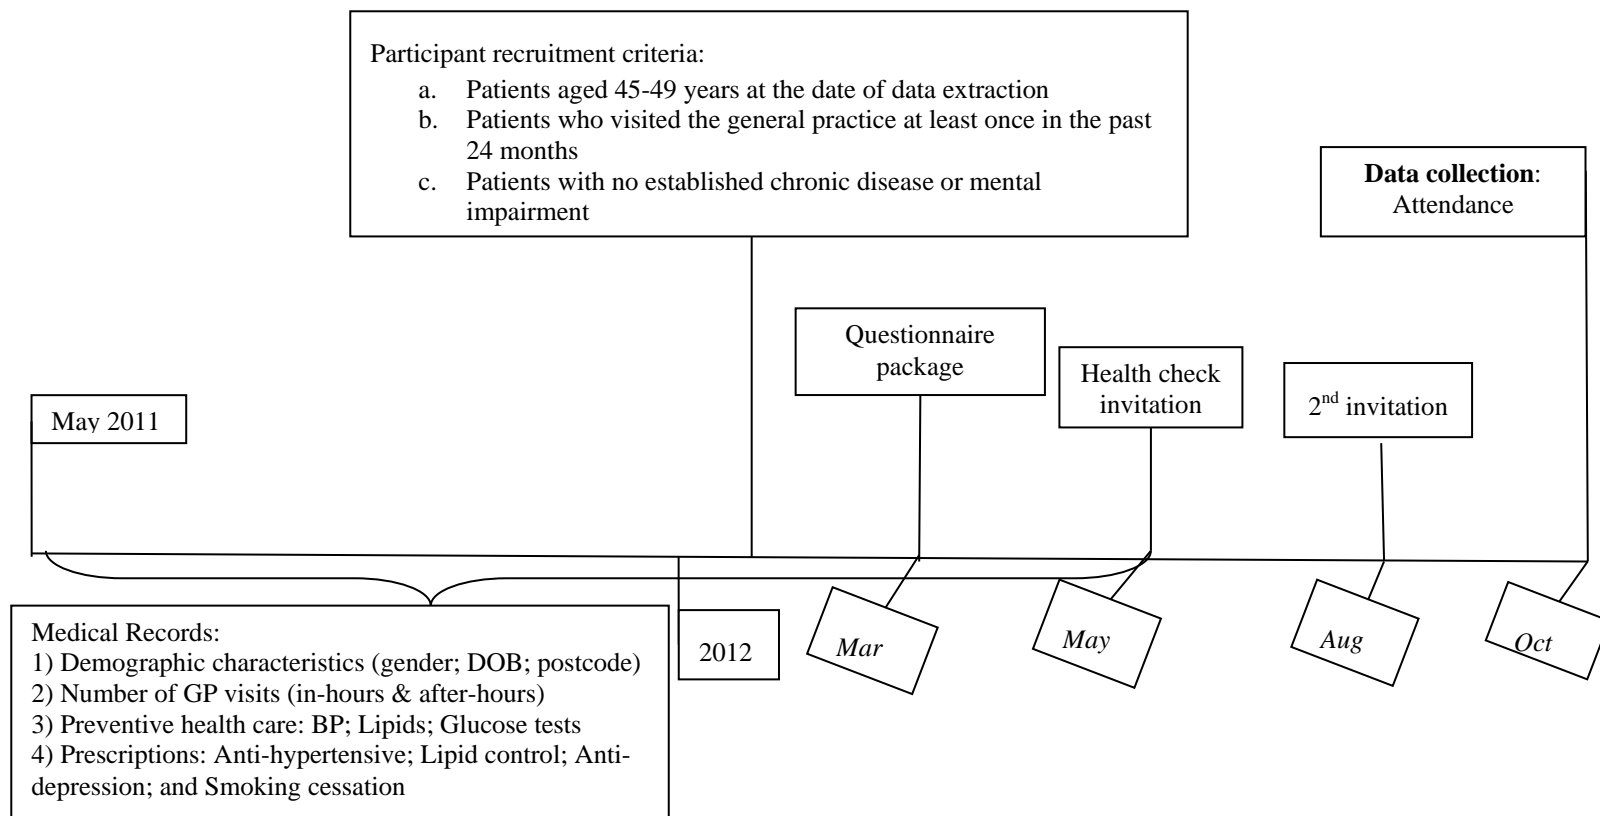 Participant recruitment criteria:
a. Patients aged 45-49 years at the date of data extraction
b. Patients who visited the general practice at least once in the past
24 months
c. Patients with no established chronic disease or mental
impairment
Data collection:
Attendance
Questionnaire
package
Health check
invitation
2nd invitation
May 2011
Medical Records:
1) Demographic characteristics (gender; DOB; postcode)
2) Number of GP visits (in-hours & after-hours)
3) Preventive health care: BP; Lipids; Glucose tests
4) Prescriptions: Anti-hypertensive; Lipid control; Anti-
depression; and Smoking cessation
2012
Mar
May
Aug
Oct